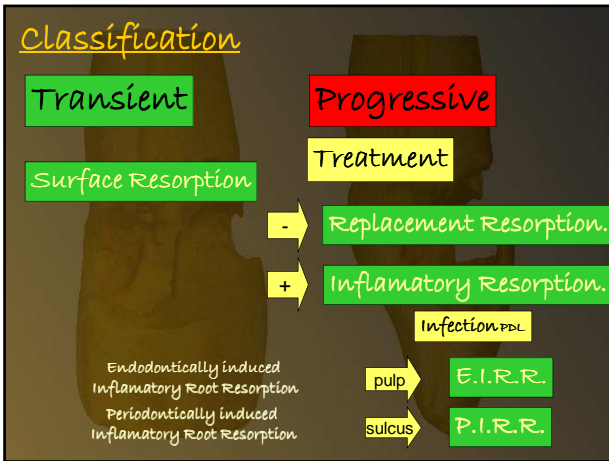 Classification
Transient
Progressive
Treatment
Surface Resorption
-
Replacement Resorption.
+
Inflamatory Resorption.
Infection PDL
Endodontically induced
Inflamatory Root Resorption
pulp
E.I.R.R.
Periodontically induced
Inflamatory Root Resorption
sulcus
P.I.R.R.